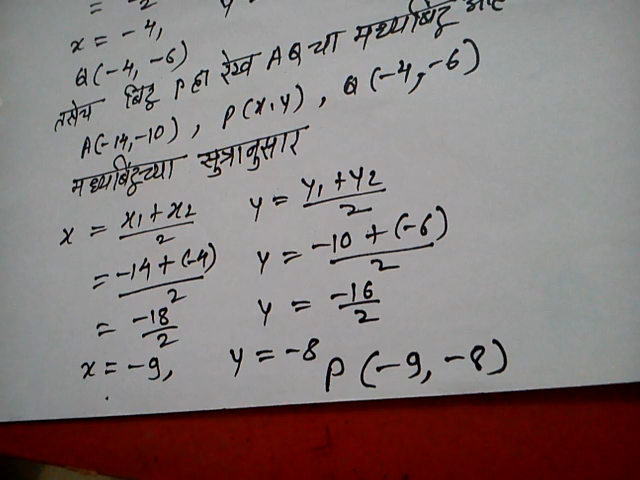 x = -4,
Q(-4, -6)
तसेच बिंदू P हा रेख AQ चा मध्यबिंदू आहे
A(-14, -10), P(x, y), Q(-4, -6)
मध्यबिंदूच्या सुत्रानुसार
x = x₁ + x₂ / 2   y = y₁ + y₂ / 2
= -14 + (-4) / 2   y = -10 + (-6) / 2
= -18 / 2   y = -16 / 2
x = -9,   y = -8   P(-9, -8)